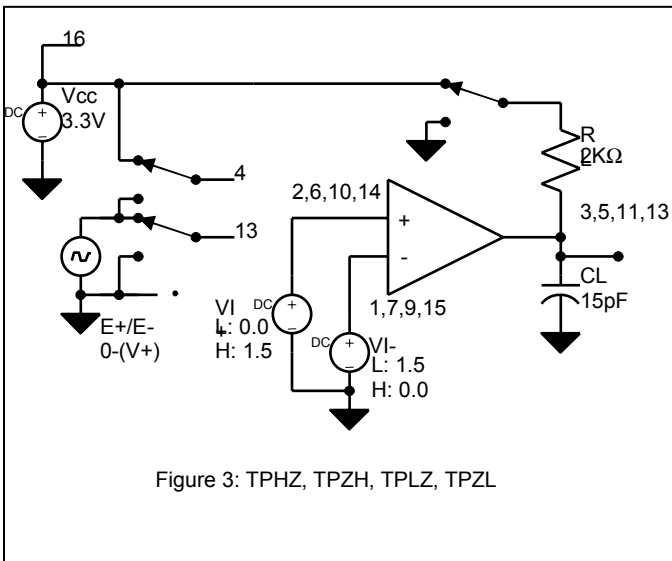 16
DC
+
−
Vcc
3.3V
4
13
E+/E-
0-(V+)
2,6,10,14
+
-
1,7,9,15
VI
+
L: 0.0
H: 1.5
DC
+
−
DC
+
−
VI-
L: 1.5
H: 0.0
R
2KΩ
3,5,11,13
CL
15pF
Figure 3: TPHZ, TPZH, TPLZ, TPZL